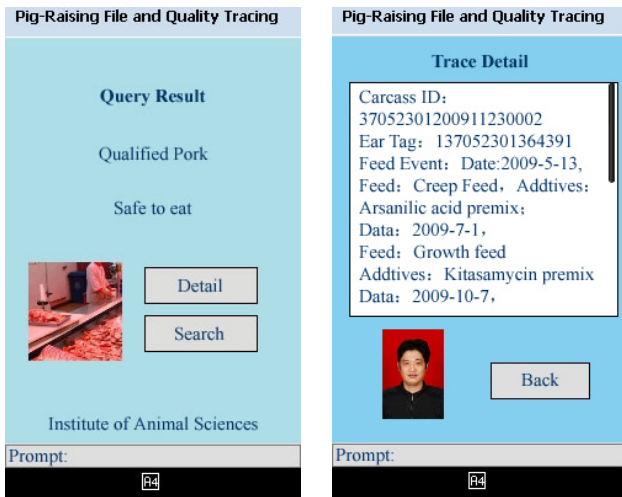 Pig-Raising File and Quality Tracing
Query Result
Qualified Pork
Safe to eat
Detail
Search
Institute of Animal Sciences
Prompt:
A4
Pig-Raising File and Quality Tracing
Trace Detail
Carcass ID：
37052301200911230002
Ear Tag：137052301364391
Feed Event：Date:2009-5-13,
Feed：Creep Feed，Addtives：
Arsanilic acid premix；
Data：2009-7-1，
Feed：Growth feed
Addtives：Kitasamycin premix
Data：2009-10-7，
Back
Prompt:
A4